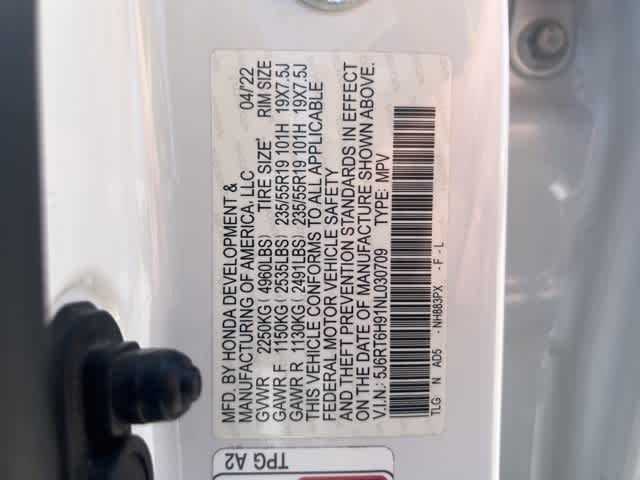 MFD. BY HONDA DEVELOPMENT &
MANUFACTURING OF AMERICA, LLC 04/'22
GVWR 2250KG (4960LBS) TIRE SIZE' RIM SIZE
GAWR F 1150KG (2535LBS) 235/55R19 101H 19X7.5J
GAWR R 1130KG (2491LBS) 235/55R19 101H 19X7.5J
THIS VEHICLE CONFORMS TO ALL APPLICABLE
FEDERAL MOTOR VEHICLE SAFETY
AND THEFT PREVENTION STANDARDS IN EFFECT
ON THE DATE OF MANUFACTURE SHOWN ABOVE.
V.I.N.: 5J6RT6H91NL030709 TYPE: MPV
TLG N AD5 -NH883PX -F-L
TPG A2